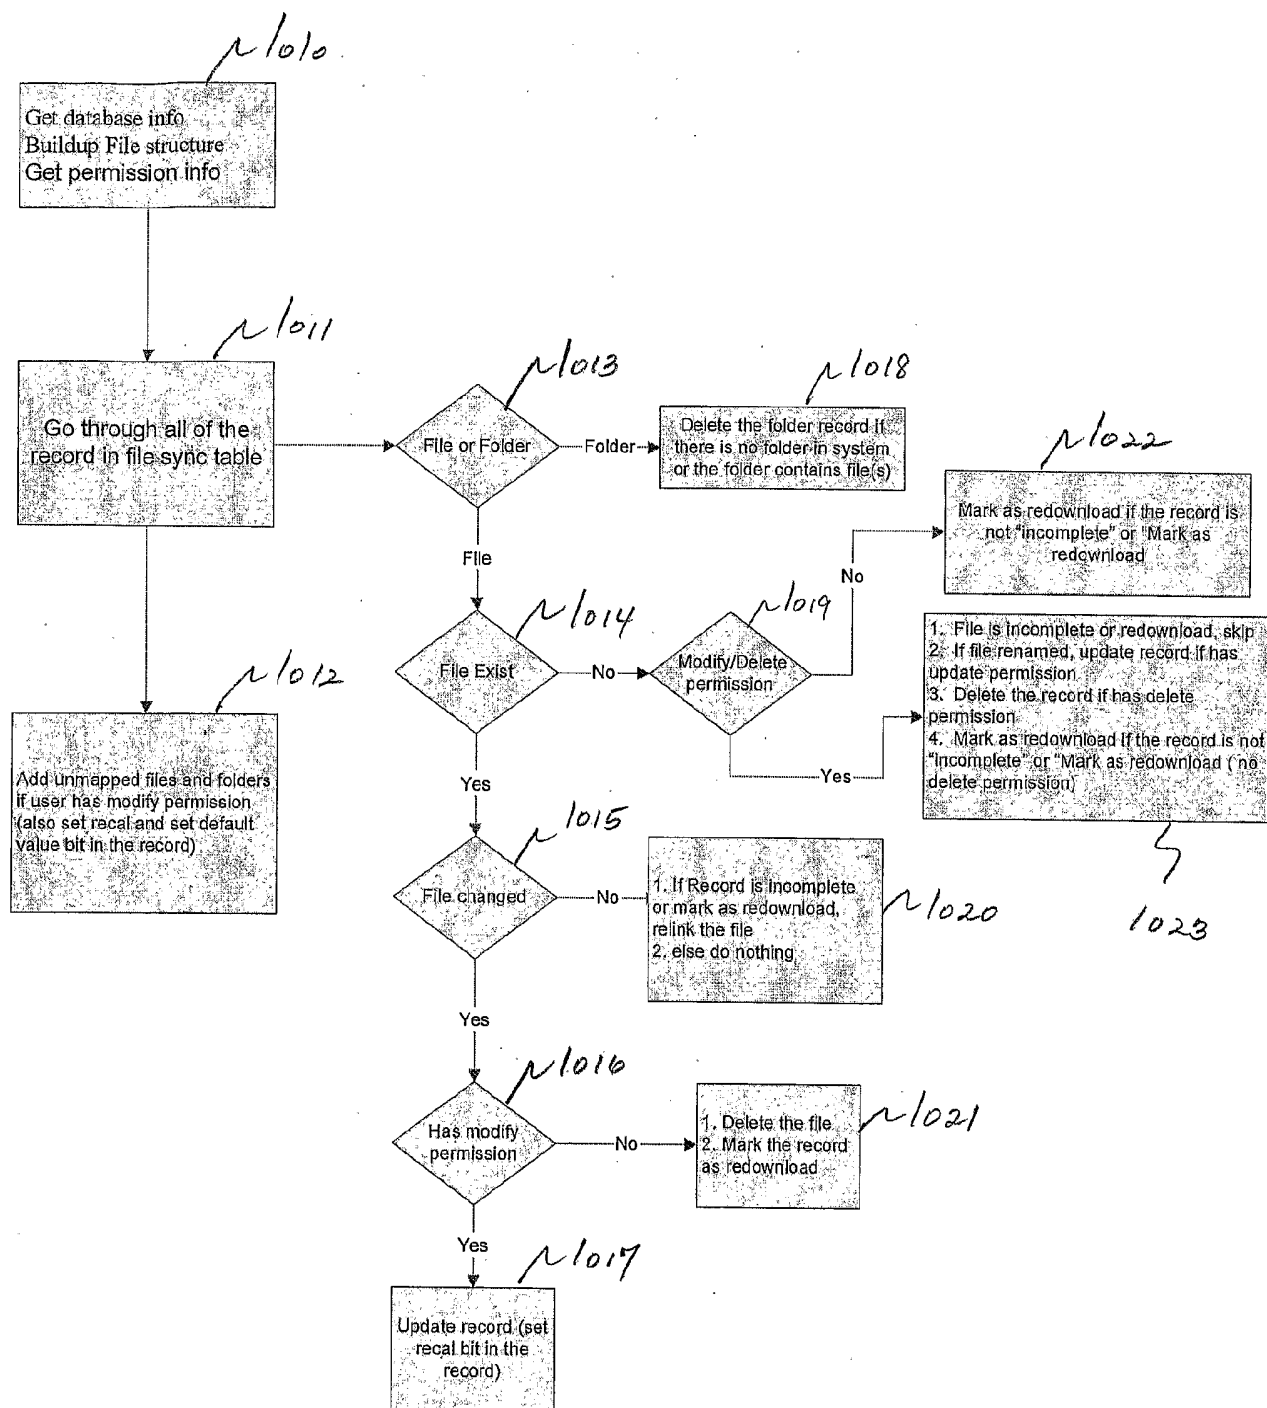 1010
Get database info
Buildup File structure
Get permission info
1011
Go through all of the
record in file sync table
1013
File or Folder
Folder
1018
Delete the folder record if
there is no folder in system
or the folder contains file(s)
1022
Mark as redownload if the record is
not "incomplete" or "Mark as
redownload
File
No
1014
File Exist
No
1019
Modify/Delete
permission
Yes
1. File is incomplete or redownload, skip
2. If file renamed, update record if has
update permission
3. Delete the record if has delete
permission
4. Mark as redownload if the record is not
"incomplete" or "Mark as redownload ( no
delete permission)
1023
1012
Add unmapped files and folders
if user has modify permission
(also set recal and set default
value bit in the record)
Yes
1015
File changed
No
1. If Record is Incomplete
or mark as redownload,
relink the file
2. else do nothing
1020
Yes
1016
Has modify
permission
No
1. Delete the file
2. Mark the record
as redownload
1021
Yes
1017
Update record (set
recal bit in the
record)